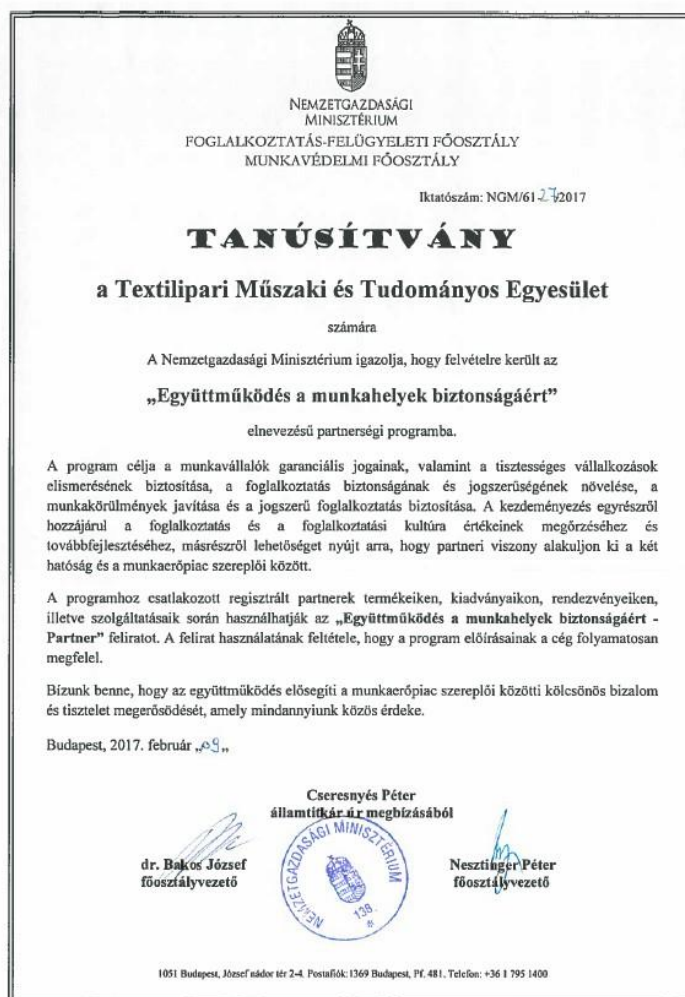 NEMZETGAZDASÁGI
MINISZTÉRIUM
FOGLALKOZTATÁS-FELÜGYELETI FŐOSZTÁLY
MUNKAVÉDELMI FŐOSZTÁLY
Iktatószám: NGM/61-27/2017
TANÚSÍTVÁNY
a Textilipari Műszaki és Tudományos Egyesület
számára
A Nemzetgazdasági Minisztérium igazolja, hogy felvételre került az
„Együttműködés a munkahelyek biztonságáért”
elnevezésű partnerségi programba.
A program célja a munkavállalók garanciális jogainak, valamint a tisztességes vállalkozások
elismerésének biztosítása, a foglalkoztatás biztonságának és jogszerűségének növelése, a
munkakörülmények javítása és a jogszerű foglalkoztatás biztosítása. A kezdeményezés egyrészről
hozzájárul a foglalkoztatás és a foglalkoztatási kultúra értékeinek megőrzéséhez és
továbbfejlesztéséhez, másrészről lehetőséget nyújt arra, hogy partneri viszony alakuljon ki a két
hatóság és a munkaerőpiac szereplői között.
A programhoz csatlakozott regisztrált partnerek termékeiken, kiadványaikon, rendezvényeiken,
illetve szolgáltatásaik során használhatják az „Együttműködés a munkahelyek biztonságáért -
Partner” feliratot. A felirat használatának feltétele, hogy a program előírásainak a cég folyamatosan
megfelel.
Bízunk benne, hogy az együttműködés elősegíti a munkaerőpiac szereplői közötti kölcsönös bizalom
és tisztelet megerősödését, amely mindannyiunk közös érdeke.
Budapest, 2017. február „09„
Cseresnyés Péter
államtitkár úr megbízásából
dr. Bakos József
főosztályvezető
NEMZETGAZDASÁGI MINISZTÉRIUM
138.
Nesztinger Péter
főosztályvezető
1051 Budapest, József nádor tér 2-4. Postafiók: 1369 Budapest, Pf. 481. Telefon: +36 1 795 1400